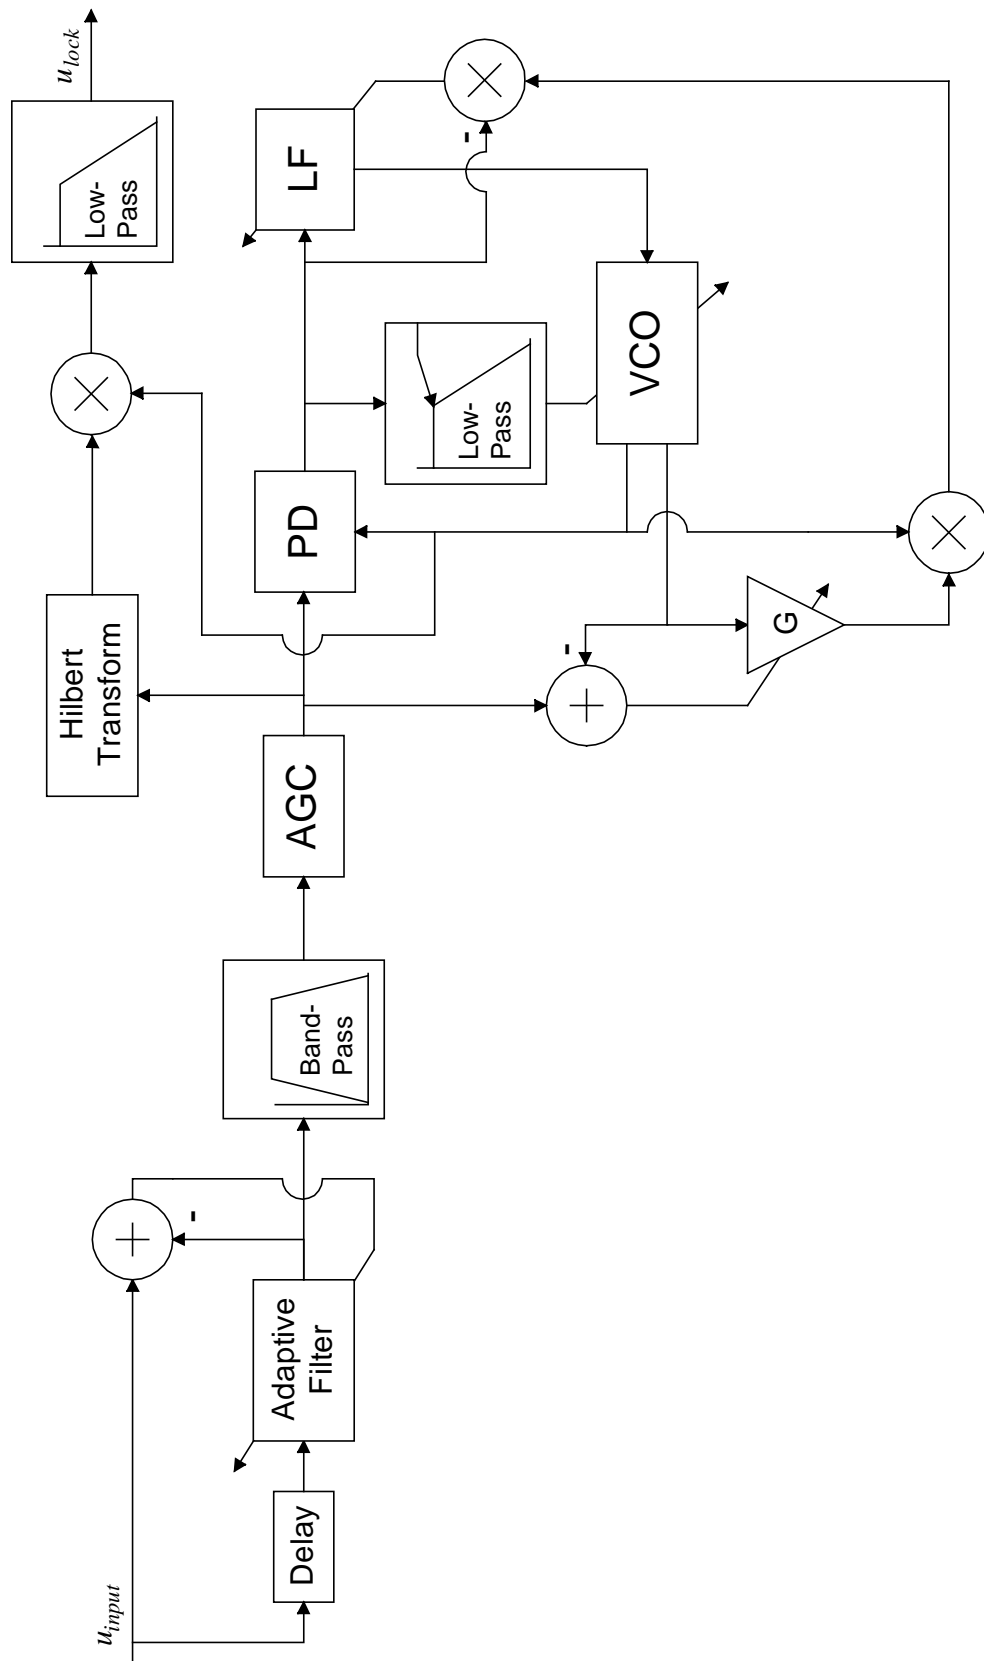 u_input
Delay
Adaptive
Filter
-
Band-
Pass
AGC
Hilbert
Transform
PD
Low-
Pass
u_lock
LF
-
Low-
Pass
VCO
-
G